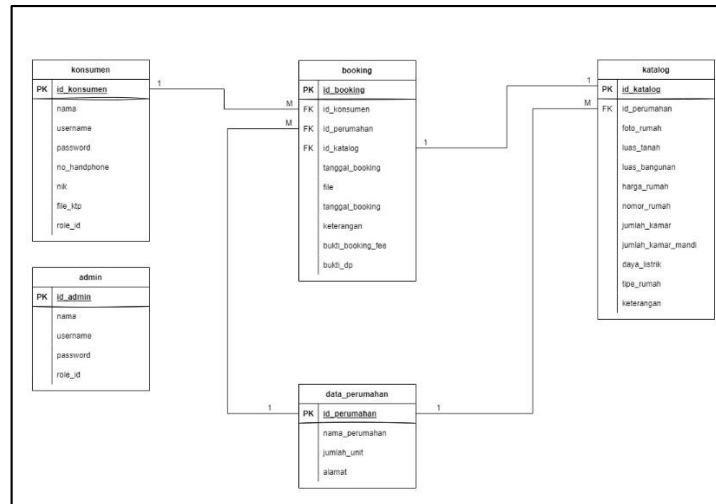 konsumen
PK id_konsumen
nama
username
password
no_handphone
nik
file_ktp
role_id
admin
PK id_admin
nama
username
password
role_id
booking
PK id_booking
FK id_konsumen
FK id_perumahan
FK id_katalog
tanggal_booking
file
tanggal_booking
keterangan
bukti_booking_fee
bukti_dp
data_perumahan
PK id_perumahan
nama_perumahan
jumlah_unit
alamat
katalog
PK id_katalog
FK id_perumahan
foto_rumah
luas_tanah
luas_bangunan
harga_rumah
nomor_rumah
jumlah_kamar
jumlah_kamar_mandi
daya_listrik
tipe_rumah
keterangan
1
M
M
1
1
M
1
1